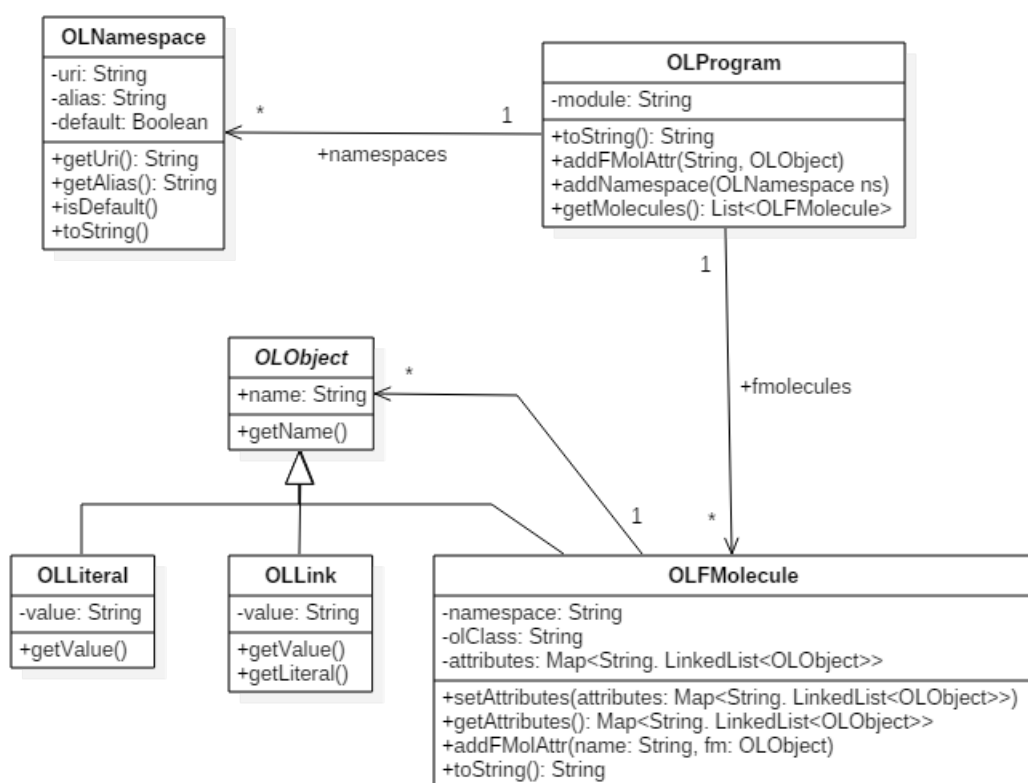 OLNamespace
-uri: String
-alias: String
-default: Boolean
+getUri(): String
+getAlias(): String
+isDefault()
+toString()
*
1
+namespaces
OLProgram
-module: String
+toString(): String
+addFMolAttr(String, OLObject)
+addNamespace(OLNamespace ns)
+getMolecules(): List<OLFMolecule>
1
+fmolecules
*
OLObject
+name: String
+getName()
*
1
OLLiteral
-value: String
+getValue()
OLLink
-value: String
+getValue()
+getLiteral()
OLFMolecule
-namespace: String
-olClass: String
-attributes: Map<String. LinkedList<OLObject>>
+setAttributes(attributes: Map<String. LinkedList<OLObject>>)
+getAttributes(): Map<String. LinkedList<OLObject>>
+addFMolAttr(name: String, fm: OLObject)
+toString(): String